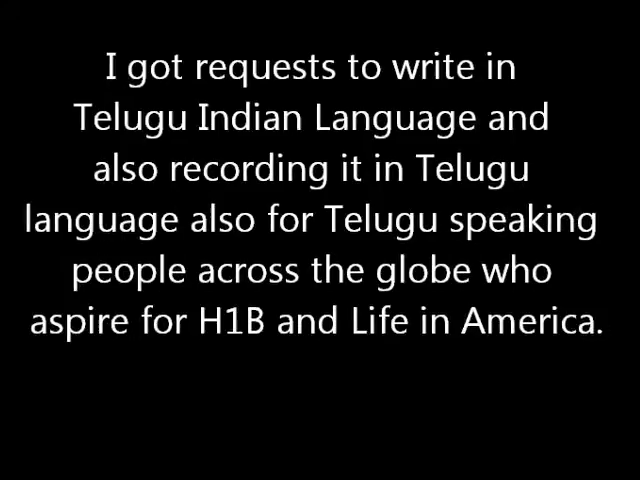 I got requests to write in
Telugu Indian Language and
also recording it in Telugu
language also for Telugu speaking
people across the globe who
aspire for H1B and Life in America.